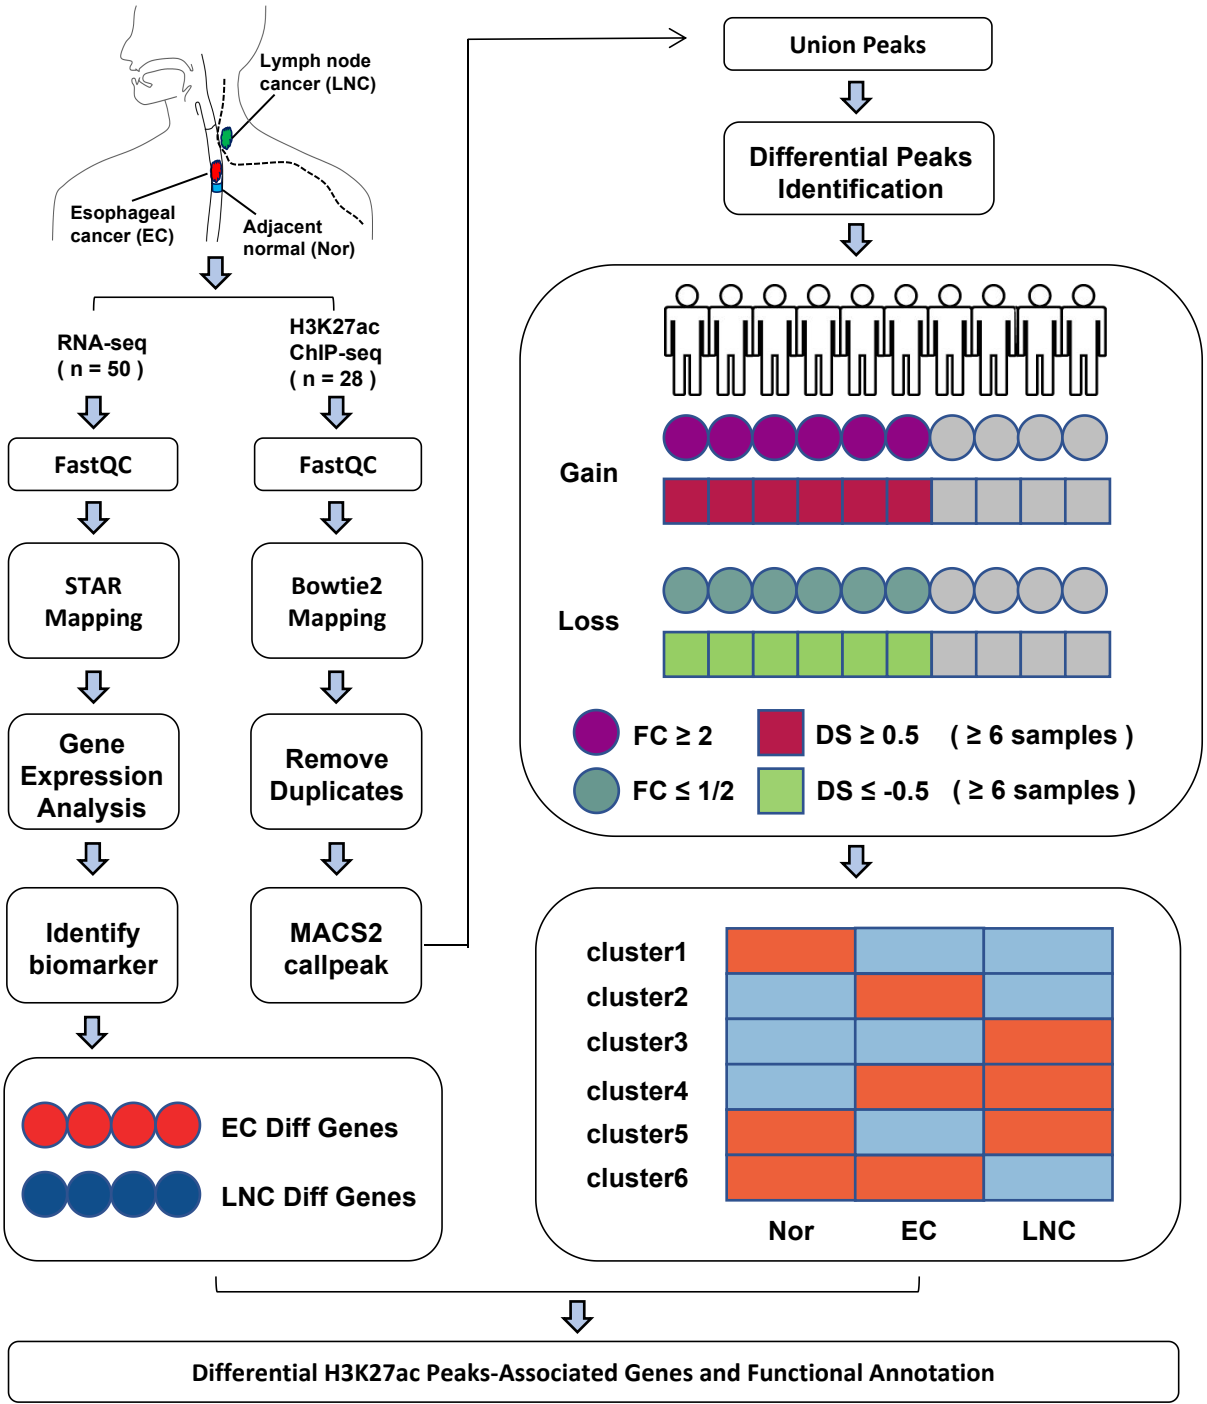 Lymph node
cancer (LNC)
Esophageal
cancer (EC)
Adjacent
normal (Nor)
RNA-seq
( n = 50 )
H3K27ac
ChIP-seq
( n = 28 )
FastQC
FastQC
STAR
Mapping
Bowtie2
Mapping
Gene
Expression
Analysis
Remove
Duplicates
Identify
biomarker
MACS2
callpeak
EC Diff Genes
LNC Diff Genes
Union Peaks
Differential Peaks
Identification
Gain
Loss
FC ≥ 2
DS ≥ 0.5 ( ≥ 6 samples )
FC ≤ 1/2
DS ≤ -0.5 ( ≥ 6 samples )
cluster1
cluster2
cluster3
cluster4
cluster5
cluster6
Nor EC LNC
Differential H3K27ac Peaks-Associated Genes and Functional Annotation